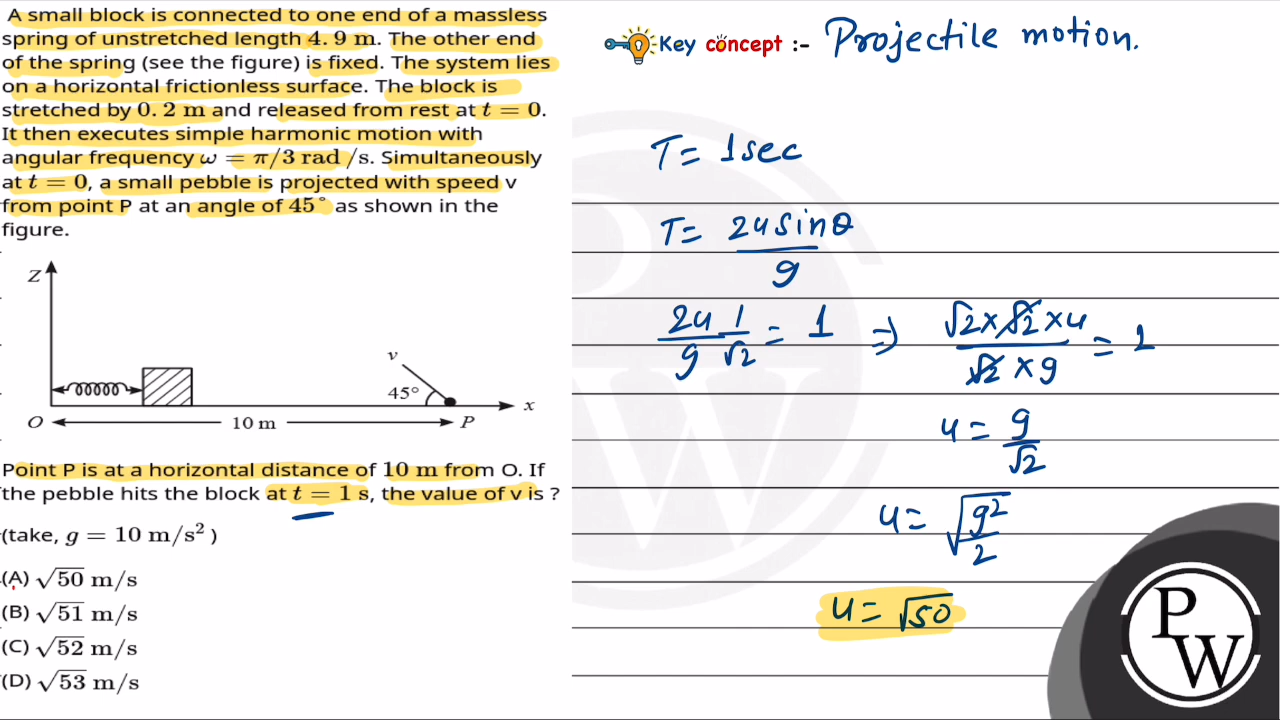 A small block is connected to one end of a massless
spring of unstretched length 4.9 m. The other end
of the spring (see the figure) is fixed. The system lies
on a horizontal frictionless surface. The block is
stretched by 0.2 m and released from rest at t = 0.
It then executes simple harmonic motion with
angular frequency ω = π/3 rad /s. Simultaneously
at t = 0, a small pebble is projected with speed v
from point P at an angle of 45° as shown in the
figure.
Z
v
45°
x
O
10 m
P
Point P is at a horizontal distance of 10 m from O. If
the pebble hits the block at t = 1 s, the value of v is ?
(take, g = 10 m/s² )
(A) √50 m/s
(B) √51 m/s
(C) √52 m/s
(D) √53 m/s
Key concept :- Projectile motion.
T = 1 sec
T = 2u sinθ / g
2u/g 1/√2 = 1 ⇒ √2 × √2 × u / √2 × g = 1
u = g/√2
u = √g²/2
u = √50
P
W